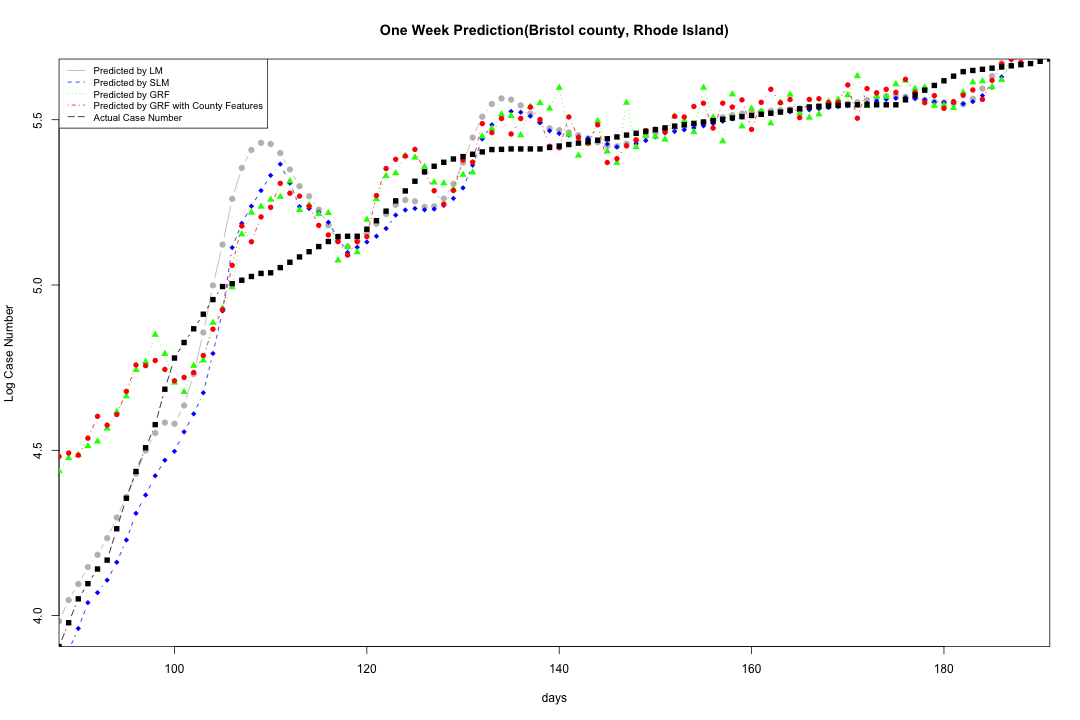 One Week Prediction(Bristol county, Rhode Island)
Predicted by LM
Predicted by SLM
Predicted by GRF
Predicted by GRF with County Features
Actual Case Number
Log Case Number
5.5
5.0
4.5
4.0
100 120 140 160 180
days